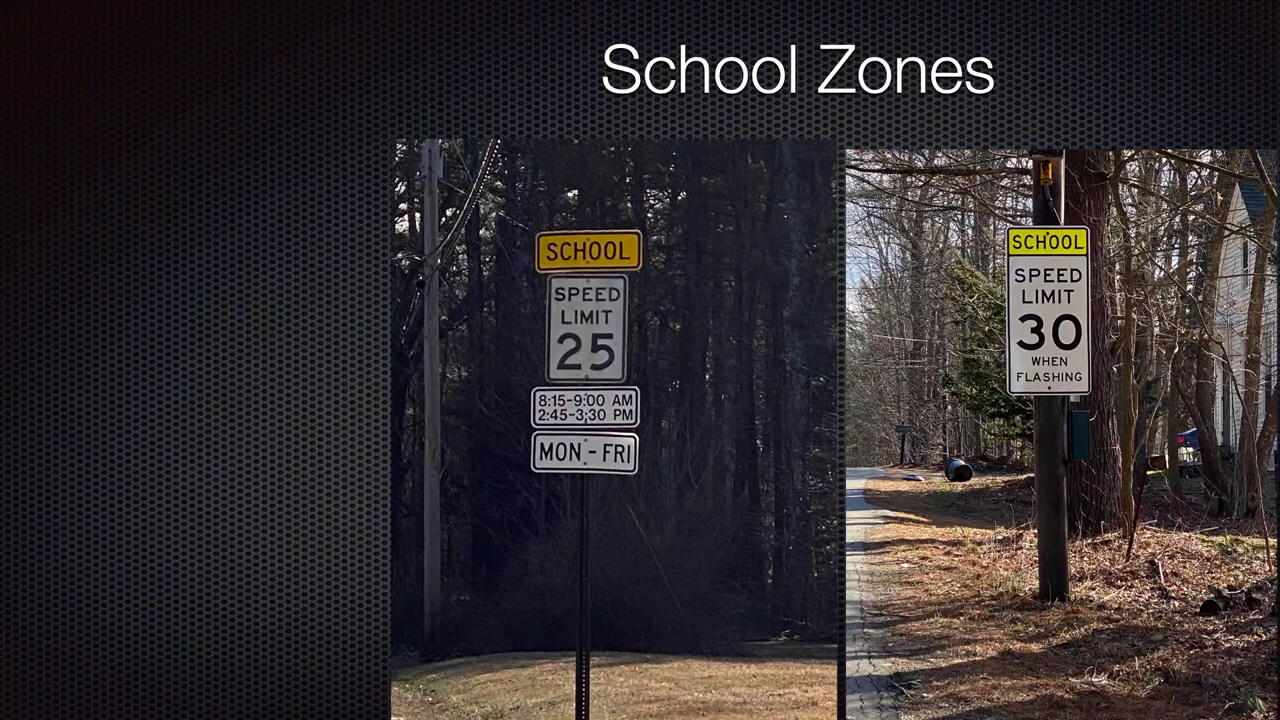 School Zones
SCHOOL
SPEED
LIMIT
25
8:15-9:00 AM
2:45-3:30 PM
MON-FRI
SCHOOL
SPEED
LIMIT
30
WHEN
FLASHING